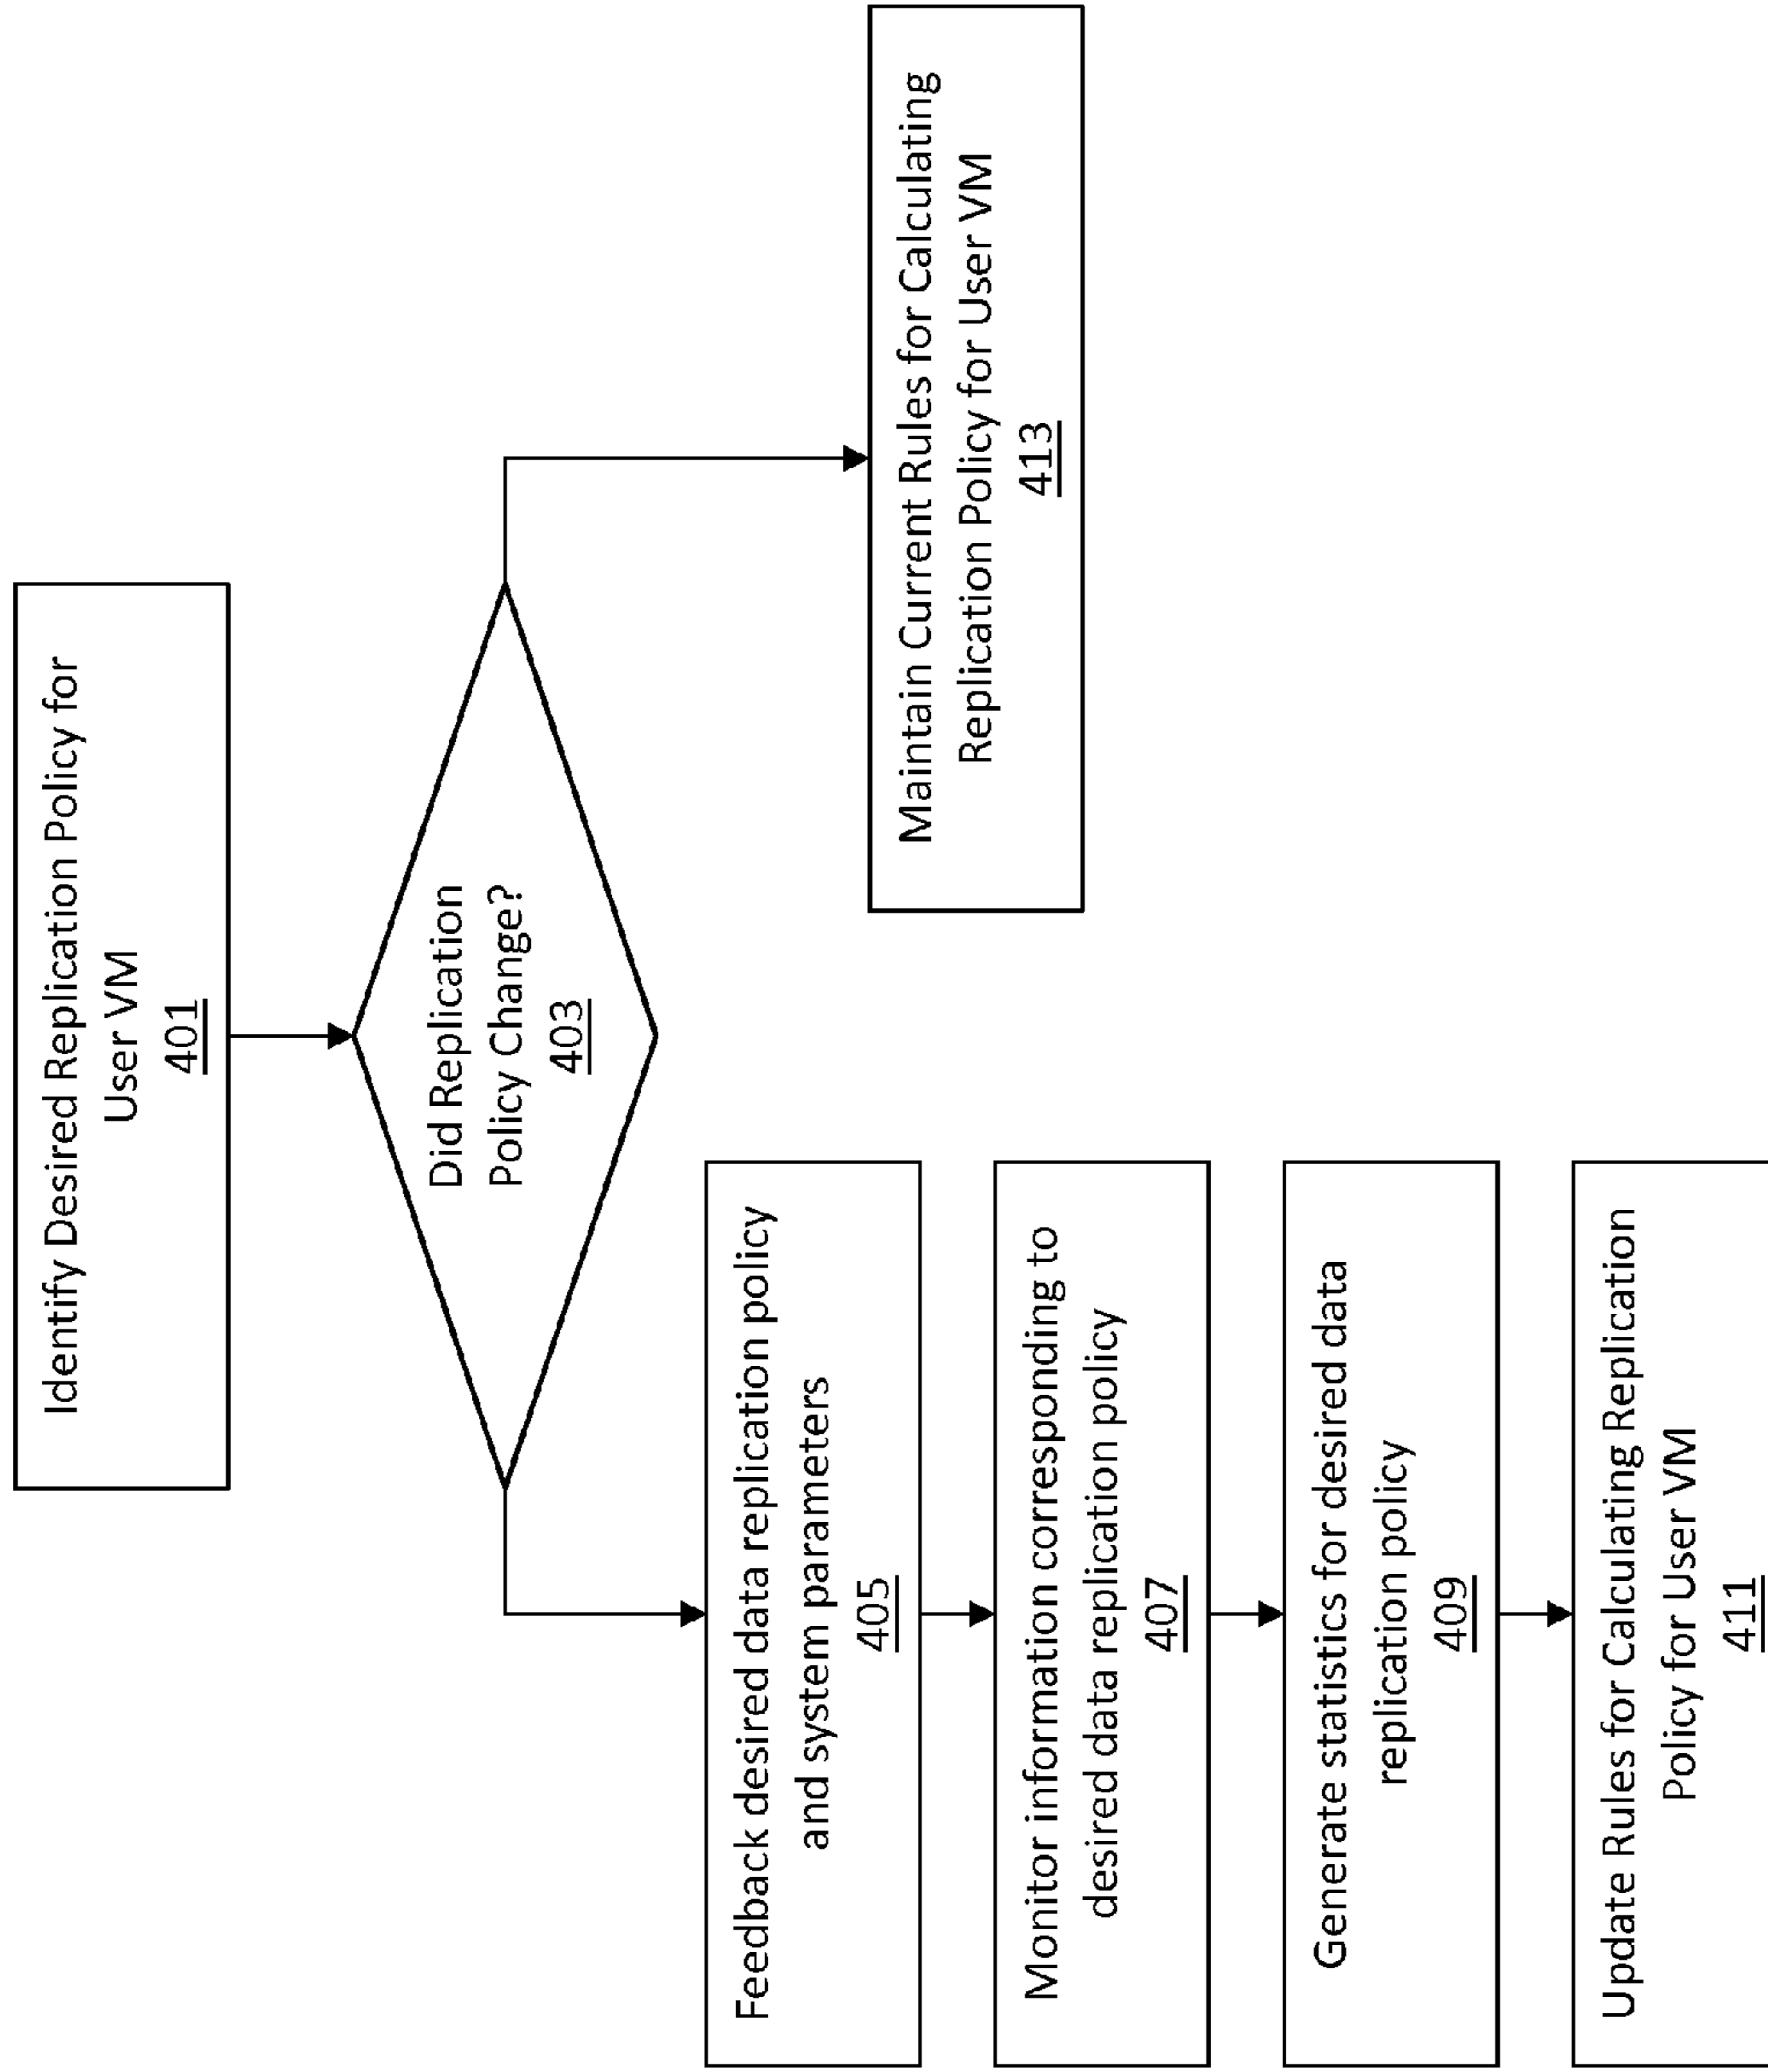 Identify Desired Replication Policy for
User VM
401
Did Replication
Policy Change?
403
Feedback desired data replication policy
and system parameters
405
Monitor information corresponding to
desired data replication policy
407
Generate statistics for desired data
replication policy
409
Update Rules for Calculating Replication
Policy for User VM
411
Maintain Current Rules for Calculating
Replication Policy for User VM
413